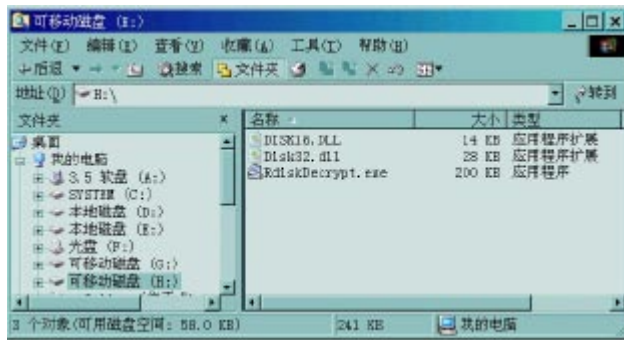 可移动磁盘 (H:)
文件(F) 编辑(E) 查看(V) 收藏(A) 工具(T) 帮助(H)
后退 搜索 文件夹
地址(D) H:\ 转到
文件夹 × 名称 大小 类型
桌面
我的电脑
3.5 软盘 (A:)
SYSTEM (C:)
本地磁盘 (D:)
本地磁盘 (E:)
光盘 (F:)
可移动磁盘 (G:)
可移动磁盘 (H:)
DISK16.DLL 14 KB 应用程序扩展
Disk32.dll 28 KB 应用程序扩展
RdiskDecrypt.exe 200 KB 应用程序
3 个对象(可用磁盘空间: 58.0 KB) 241 KB 我的电脑